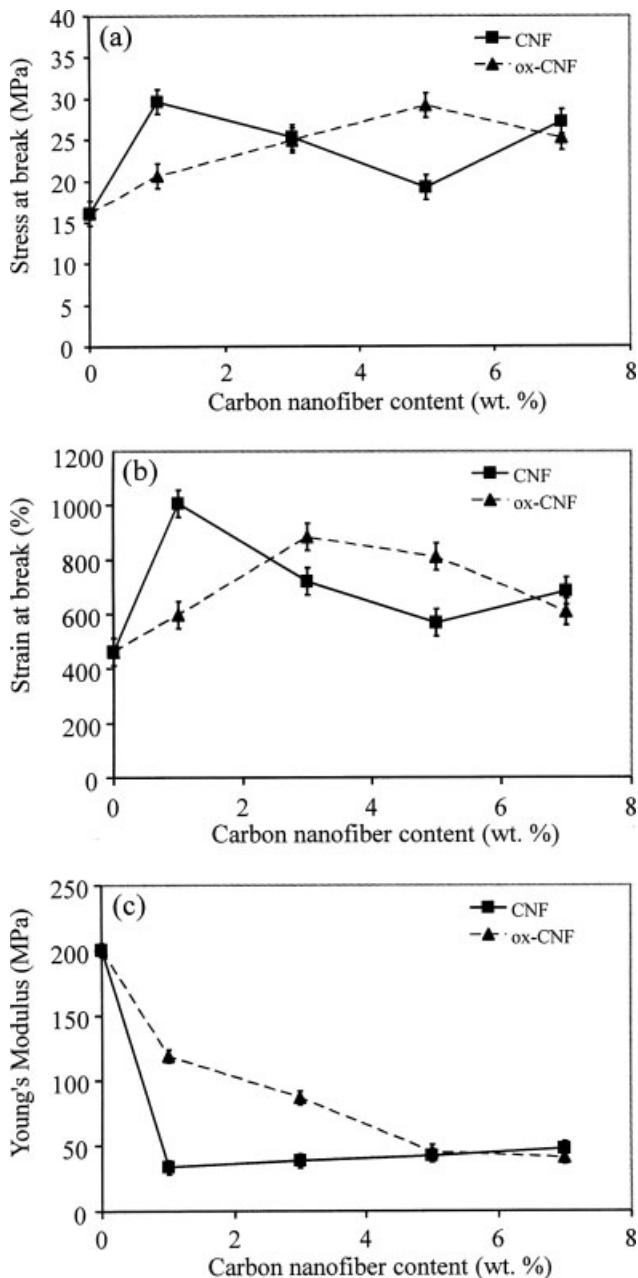 (a)
CNF
ox-CNF
Stress at break (MPa)
40
35
30
25
20
15
10
5
0
0 2 4 6 8
Carbon nanofiber content (wt. %)
(b)
CNF
ox-CNF
Strain at break (%)
1200
1000
800
600
400
200
0
0 2 4 6 8
Carbon nanofiber content (wt. %)
(c)
CNF
ox-CNF
Young's Modulus (MPa)
250
200
150
100
50
0
0 2 4 6 8
Carbon nanofiber content (wt. %)